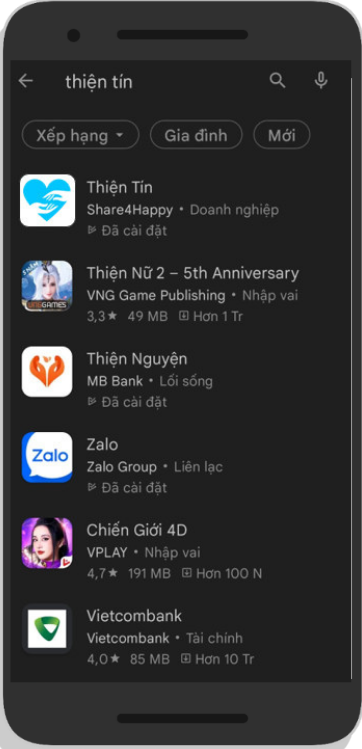 thiện tín
Xếp hạng
Gia đình
Mới
Thiện Tín
Share4Happy • Doanh nghiệp
Đã cài đặt
Thiện Nữ 2 – 5th Anniversary
VNG Game Publishing • Nhập vai
3,3★ 49 MB Hơn 1 Tr
Thiện Nguyện
MB Bank • Lối sống
Đã cài đặt
Zalo
Zalo
Zalo Group • Liên lạc
Đã cài đặt
Chiến Giới 4D
VPLAY • Nhập vai
4,7★ 191 MB Hơn 100 N
Vietcombank
Vietcombank • Tài chính
4,0★ 85 MB Hơn 10 Tr